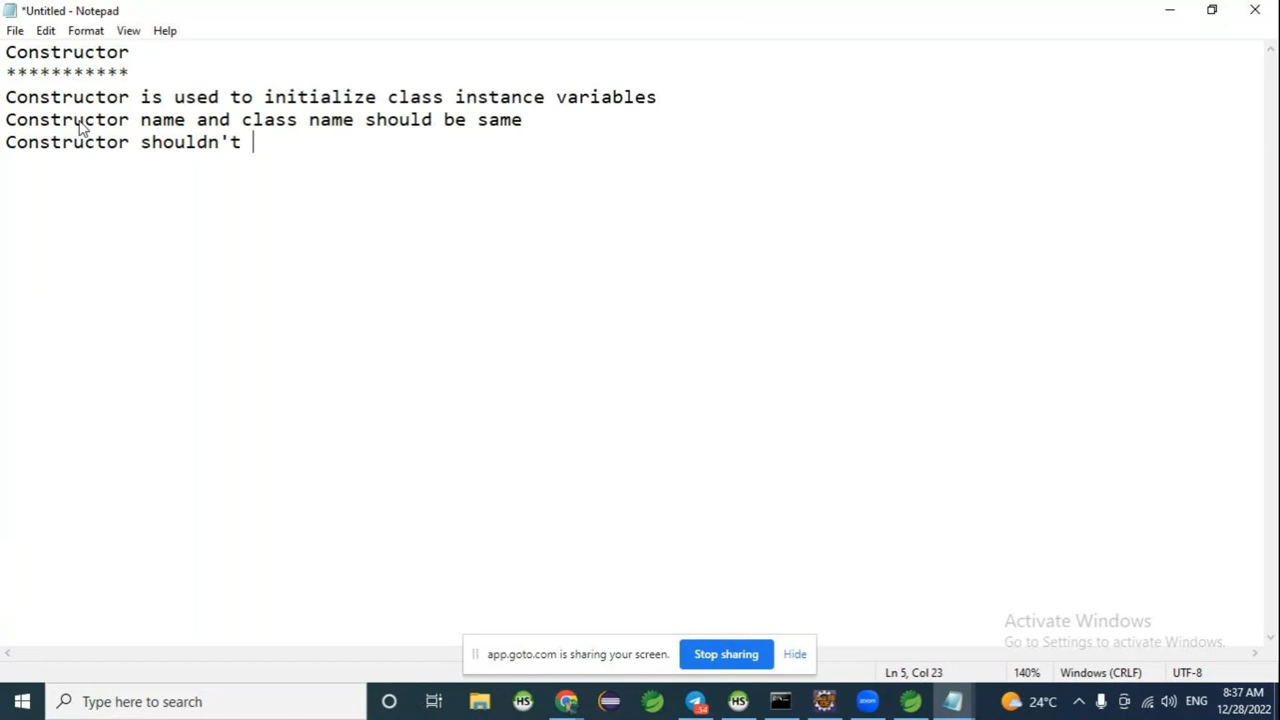 *Untitled - Notepad
File Edit Format View Help
Constructor
***********
Constructor is used to initialize class instance variables
Constructor name and class name should be same
Constructor shouldn't
Activate Windows
Go to Settings to activate Windows.
app.goto.com is sharing your screen. Stop sharing Hide
Ln 5, Col 23 140% Windows (CRLF) UTF-8
Type here to search HS 34 HS 24°C ENG 8:37 AM
12/28/2022